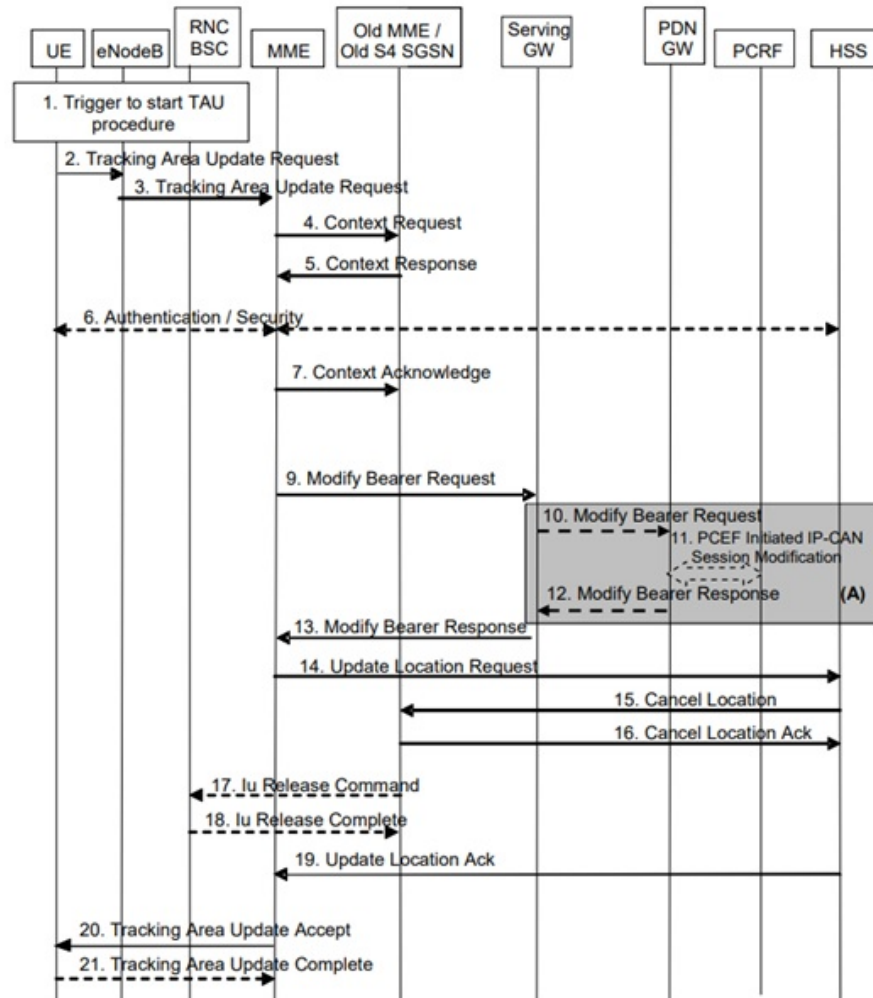 UE
eNodeB
RNC
BSC
MME
Old MME /
Old S4 SGSN
Serving
GW
PDN
GW
PCRF
HSS
1. Trigger to start TAU
procedure
2. Tracking Area Update Request
3. Tracking Area Update Request
4. Context Request
5. Context Response
6. Authentication / Security
7. Context Acknowledge
9. Modify Bearer Request
10. Modify Bearer Request
11. PCEF Initiated IP-CAN
Session Modification
12. Modify Bearer Response
(A)
13. Modify Bearer Response
14. Update Location Request
15. Cancel Location
16. Cancel Location Ack
17. Iu Release Command
18. Iu Release Complete
19. Update Location Ack
20. Tracking Area Update Accept
21. Tracking Area Update Complete